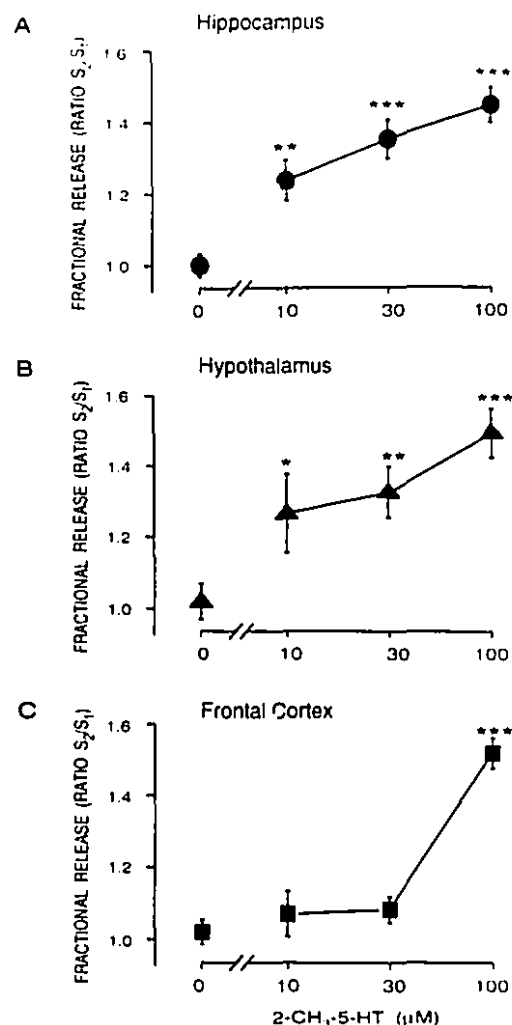 A Hippocampus
FRACTIONAL RELEASE (RATIO S2/S1)
1.6
1.4
1.2
1.0
** *** ***
0 10 30 100
B Hypothalamus
FRACTIONAL RELEASE (RATIO S2/S1)
1.6
1.4
1.2
1.0
* ** ***
0 10 30 100
C Frontal Cortex
FRACTIONAL RELEASE (RATIO S2/S1)
1.6
1.4
1.2
1.0
***
0 10 30 100
2-CH3-5-HT (μM)